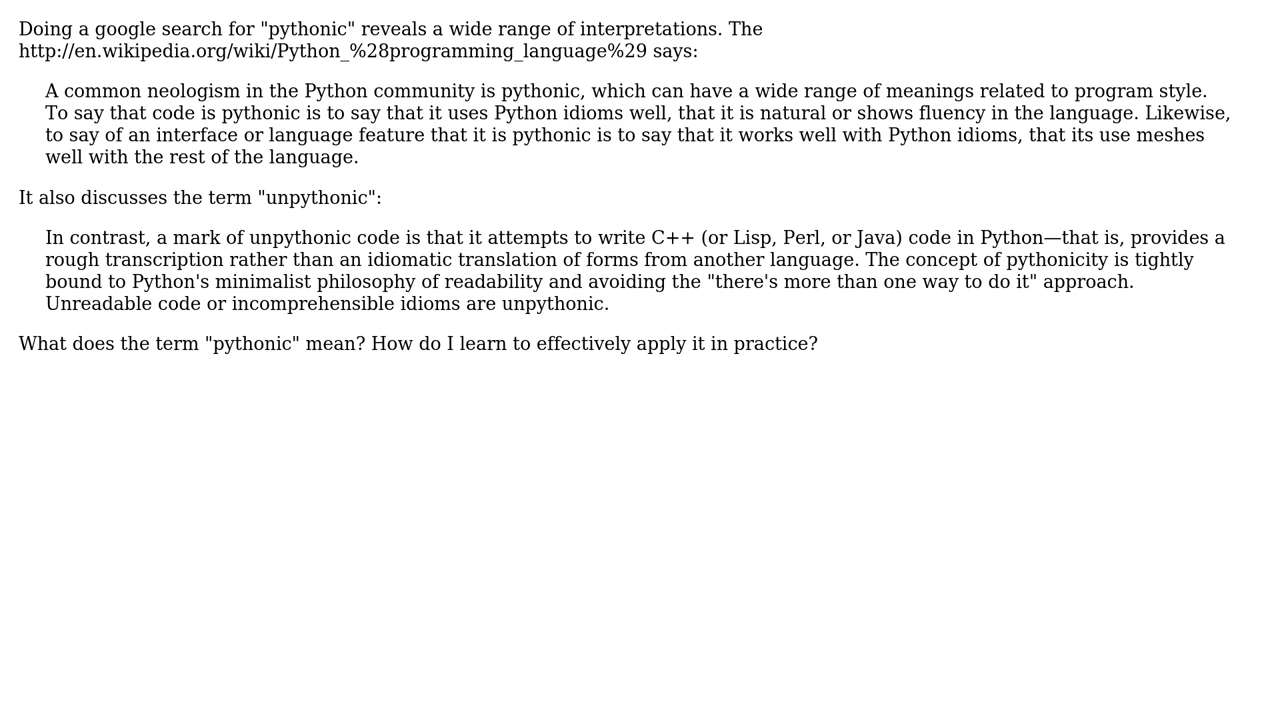 Doing a google search for "pythonic" reveals a wide range of interpretations. The
http://en.wikipedia.org/wiki/Python_%28programming_language%29 says:
A common neologism in the Python community is pythonic, which can have a wide range of meanings related to program style.
To say that code is pythonic is to say that it uses Python idioms well, that it is natural or shows fluency in the language. Likewise,
to say of an interface or language feature that it is pythonic is to say that it works well with Python idioms, that its use meshes
well with the rest of the language.
It also discusses the term "unpythonic":
In contrast, a mark of unpythonic code is that it attempts to write C++ (or Lisp, Perl, or Java) code in Python—that is, provides a
rough transcription rather than an idiomatic translation of forms from another language. The concept of pythonicity is tightly
bound to Python's minimalist philosophy of readability and avoiding the "there's more than one way to do it" approach.
Unreadable code or incomprehensible idioms are unpythonic.
What does the term "pythonic" mean? How do I learn to effectively apply it in practice?